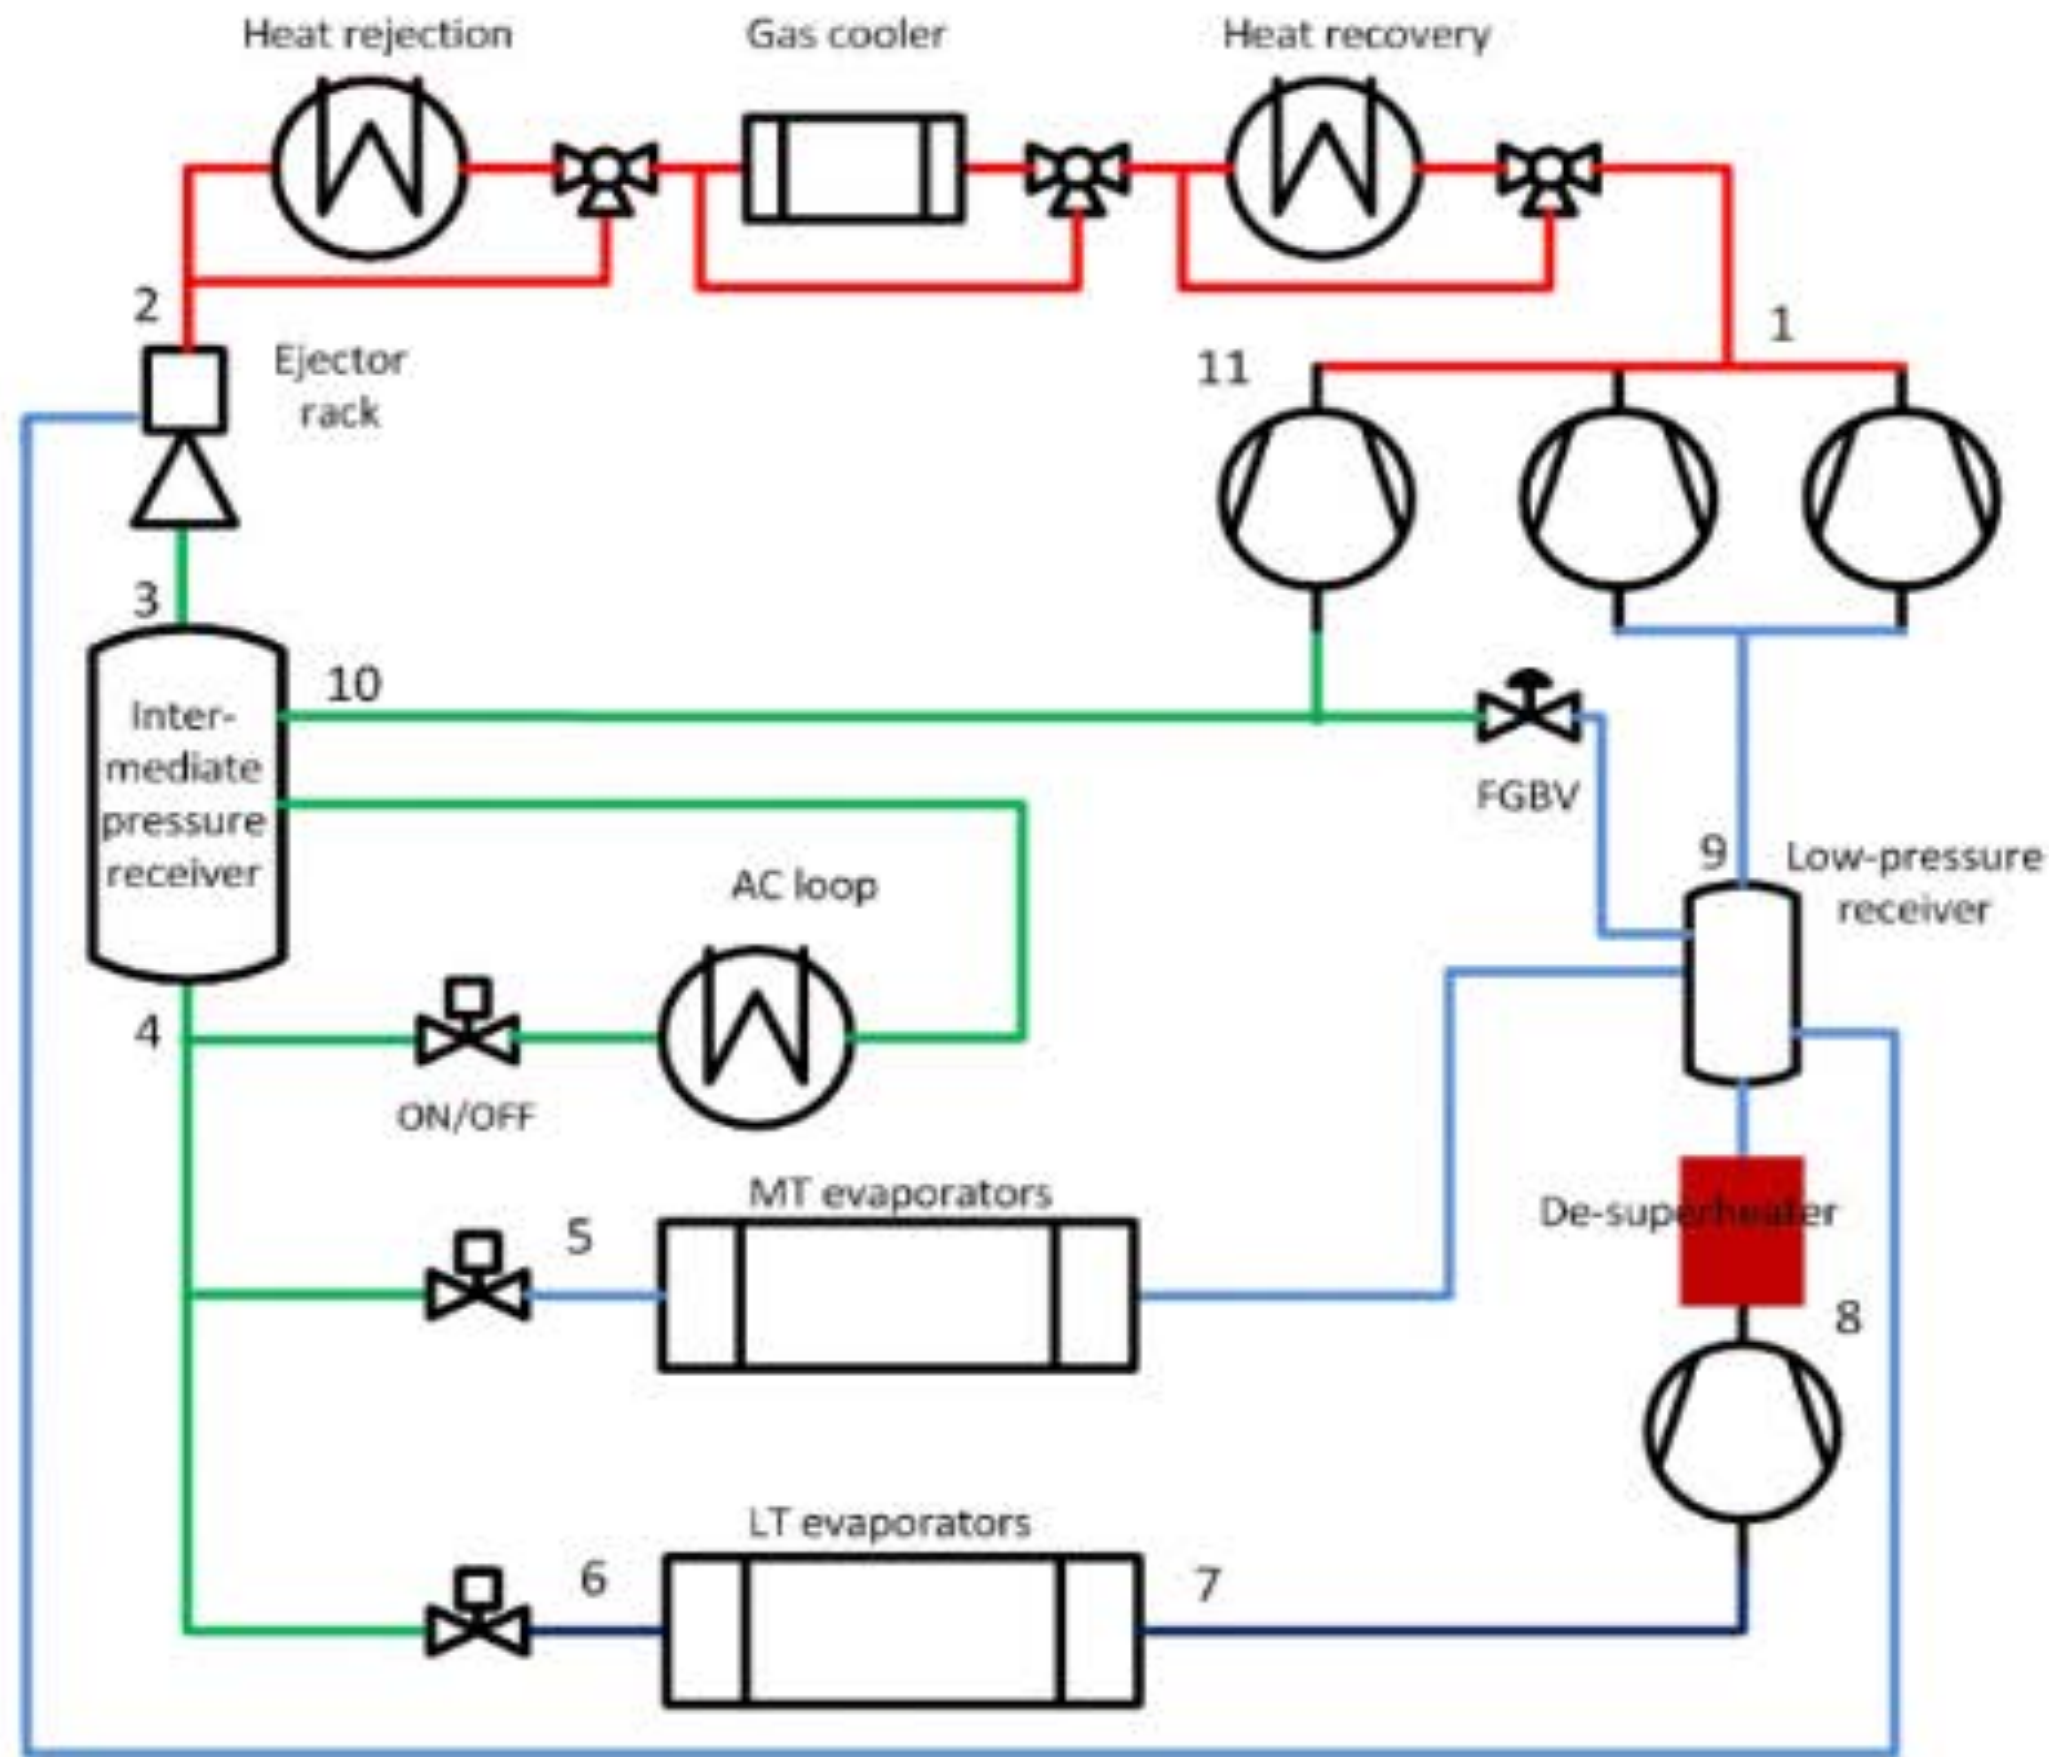 Heat rejection
Gas cooler
Heat recovery
2
1
Ejector
rack
11
3
10
Inter-
mediate
pressure
receiver
FGBV
9
Low-pressure
receiver
AC loop
4
ON/OFF
MT evaporators
De-superheater
5
8
LT evaporators
6
7